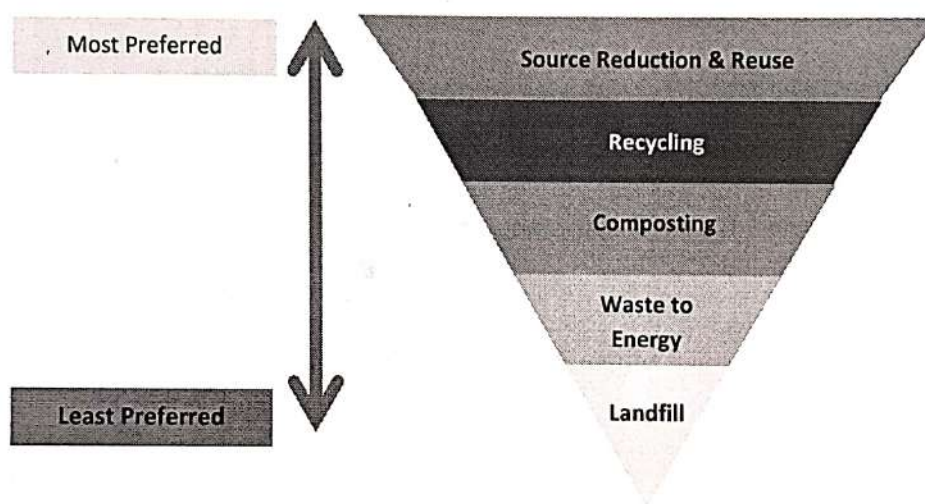 Most Preferred
Source Reduction & Reuse
Recycling
Composting
Waste to
Energy
Least Preferred
Landfill